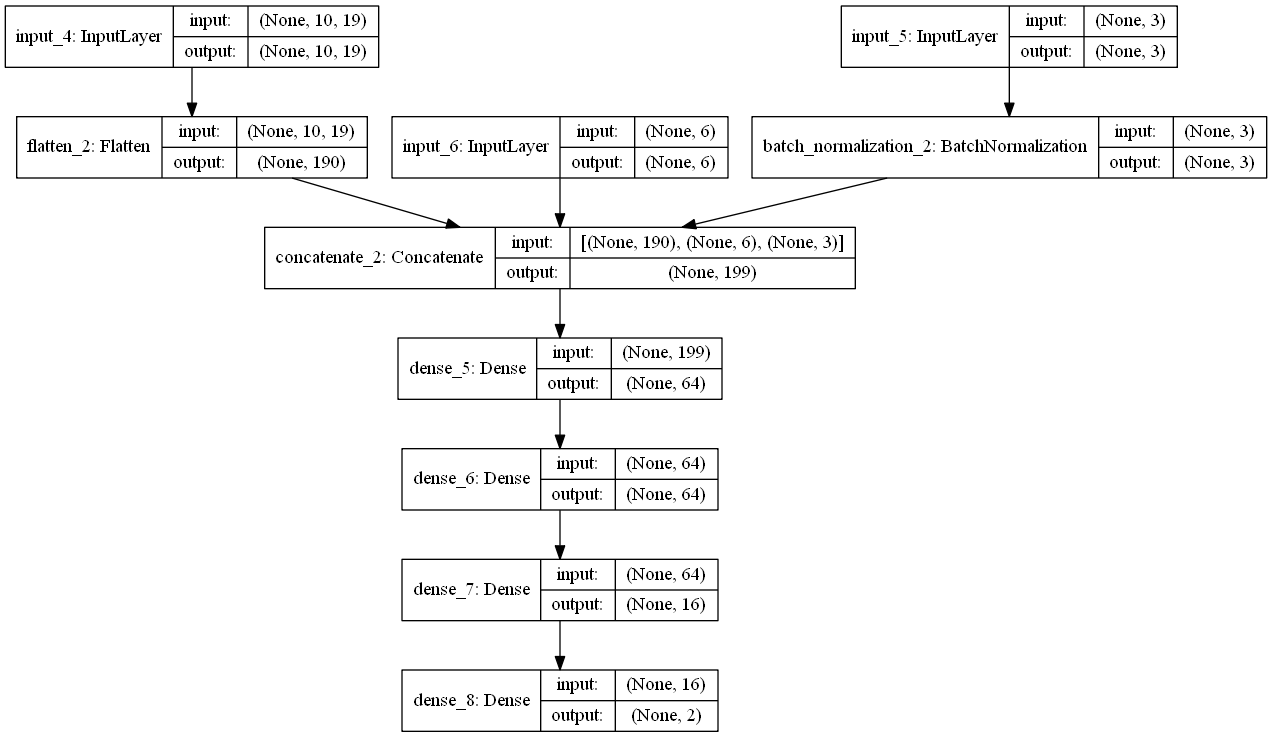 input_4: InputLayer
input: (None, 10, 19)
output: (None, 10, 19)
input_5: InputLayer
input: (None, 3)
output: (None, 3)
flatten_2: Flatten
input: (None, 10, 19)
output: (None, 190)
input_6: InputLayer
input: (None, 6)
output: (None, 6)
batch_normalization_2: BatchNormalization
input: (None, 3)
output: (None, 3)
concatenate_2: Concatenate
input: [(None, 190), (None, 6), (None, 3)]
output: (None, 199)
dense_5: Dense
input: (None, 199)
output: (None, 64)
dense_6: Dense
input: (None, 64)
output: (None, 64)
dense_7: Dense
input: (None, 64)
output: (None, 16)
dense_8: Dense
input: (None, 16)
output: (None, 2)